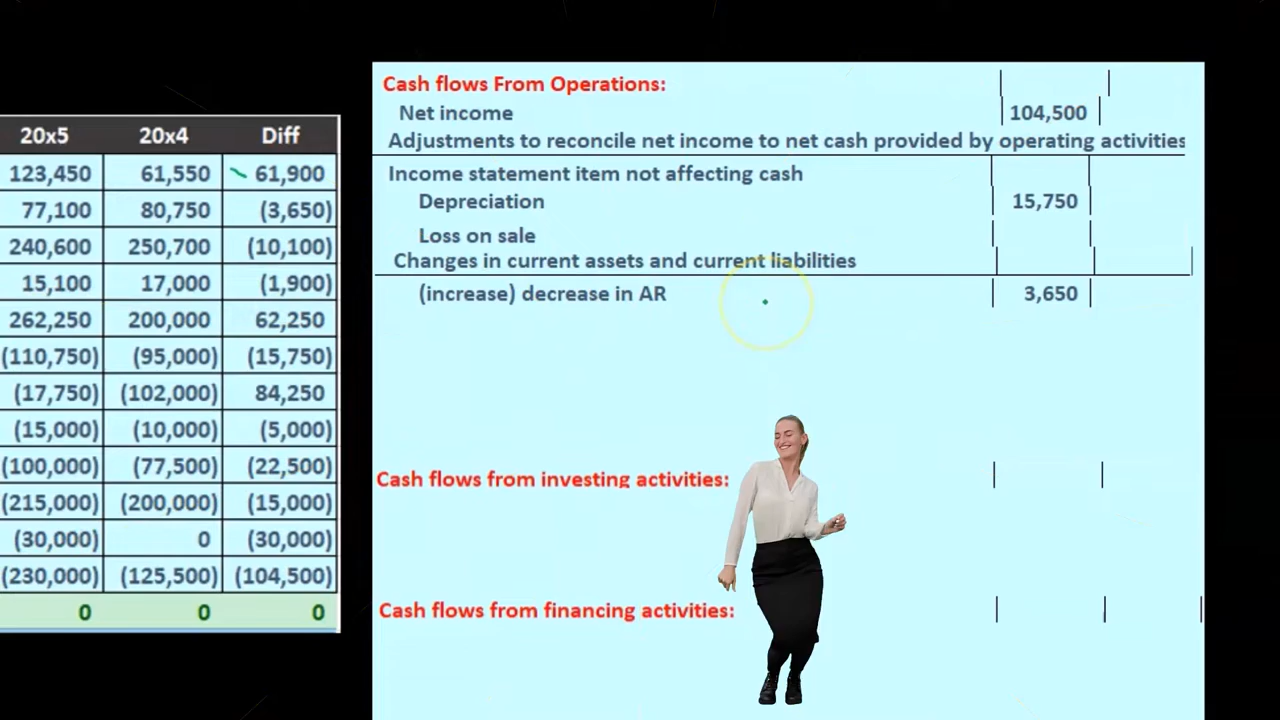 20x5 20x4 Diff
123,450 61,550 61,900
77,100 80,750 (3,650)
240,600 250,700 (10,100)
15,100 17,000 (1,900)
262,250 200,000 62,250
(110,750) (95,000) (15,750)
(17,750) (102,000) 84,250
(15,000) (10,000) (5,000)
(100,000) (77,500) (22,500)
(215,000) (200,000) (15,000)
(30,000) 0 (30,000)
(230,000) (125,500) (104,500)
0 0 0
Cash flows From Operations:
Net income 104,500
Adjustments to reconcile net income to net cash provided by operating activities
Income statement item not affecting cash
Depreciation 15,750
Loss on sale
Changes in current assets and current liabilities
(increase) decrease in AR 3,650
Cash flows from investing activities:
Cash flows from financing activities: